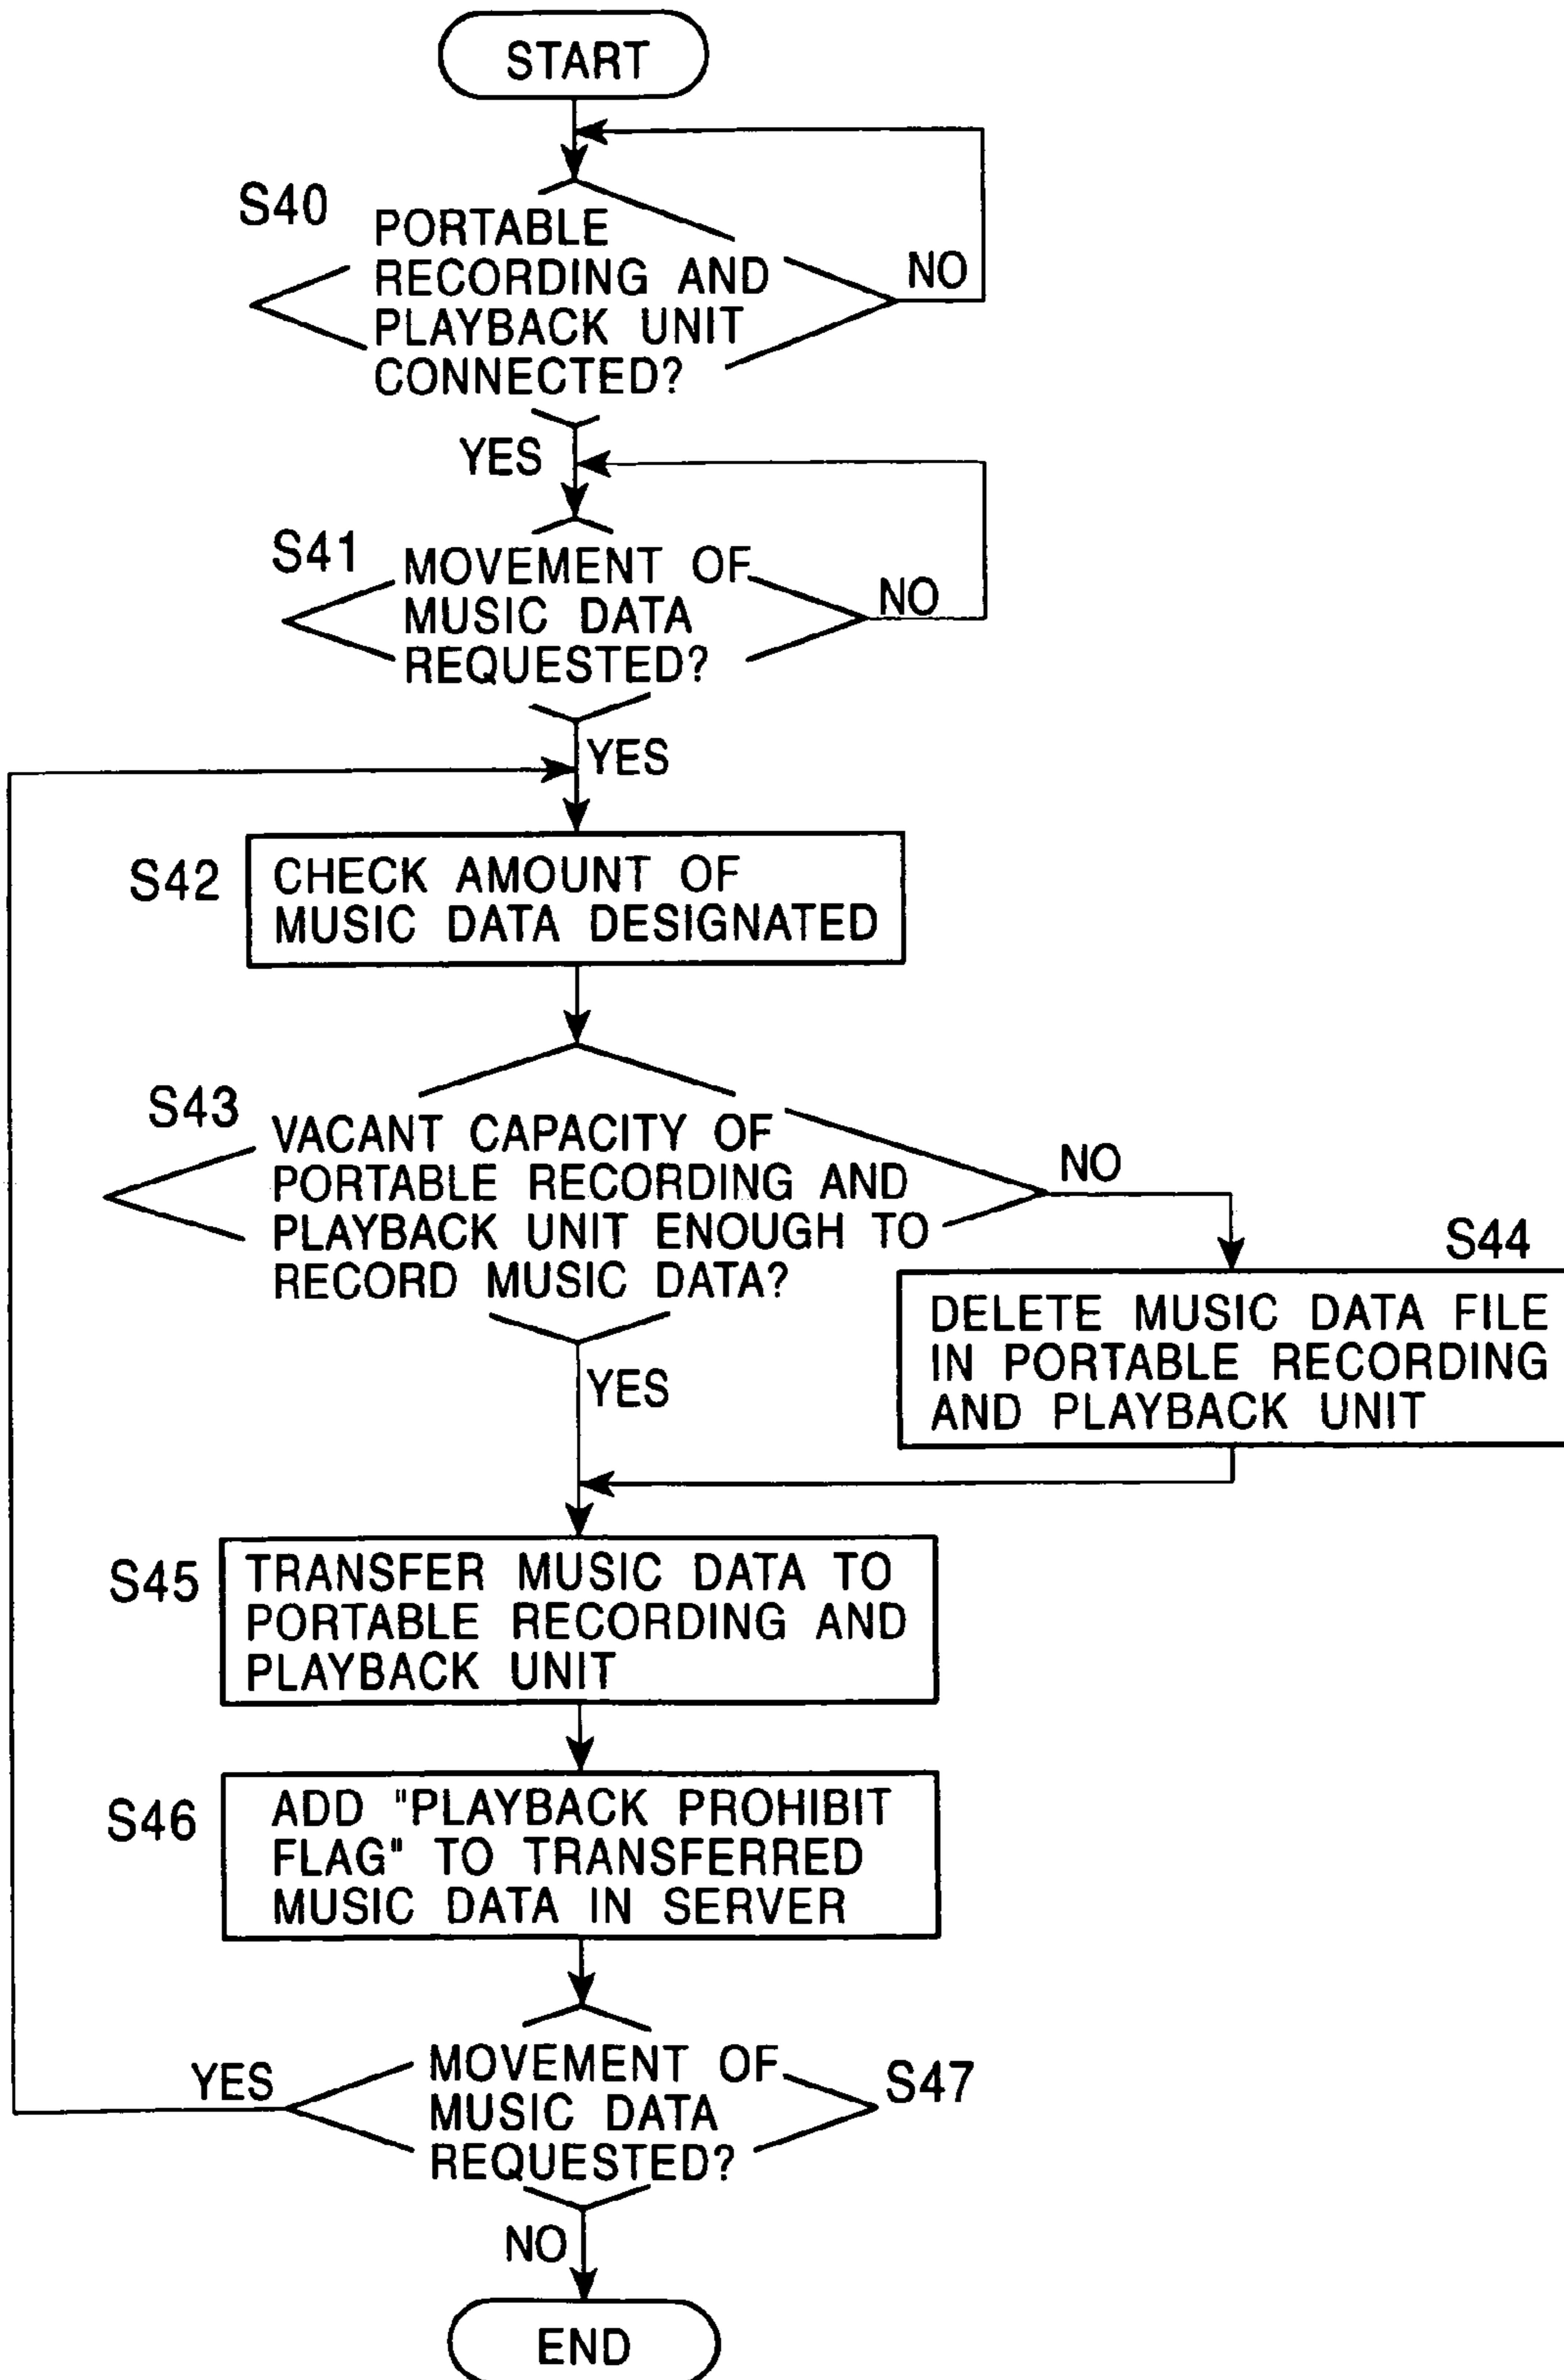 START
S40
PORTABLE
RECORDING AND
PLAYBACK UNIT
CONNECTED?
NO
YES
S41
MOVEMENT OF
MUSIC DATA
REQUESTED?
NO
YES
S42
CHECK AMOUNT OF
MUSIC DATA DESIGNATED
S43
VACANT CAPACITY OF
PORTABLE RECORDING AND
PLAYBACK UNIT ENOUGH TO
RECORD MUSIC DATA?
NO
YES
S44
DELETE MUSIC DATA FILE
IN PORTABLE RECORDING
AND PLAYBACK UNIT
S45
TRANSFER MUSIC DATA TO
PORTABLE RECORDING AND
PLAYBACK UNIT
S46
ADD "PLAYBACK PROHIBIT
FLAG" TO TRANSFERRED
MUSIC DATA IN SERVER
YES
MOVEMENT OF
MUSIC DATA
REQUESTED?
S47
NO
END